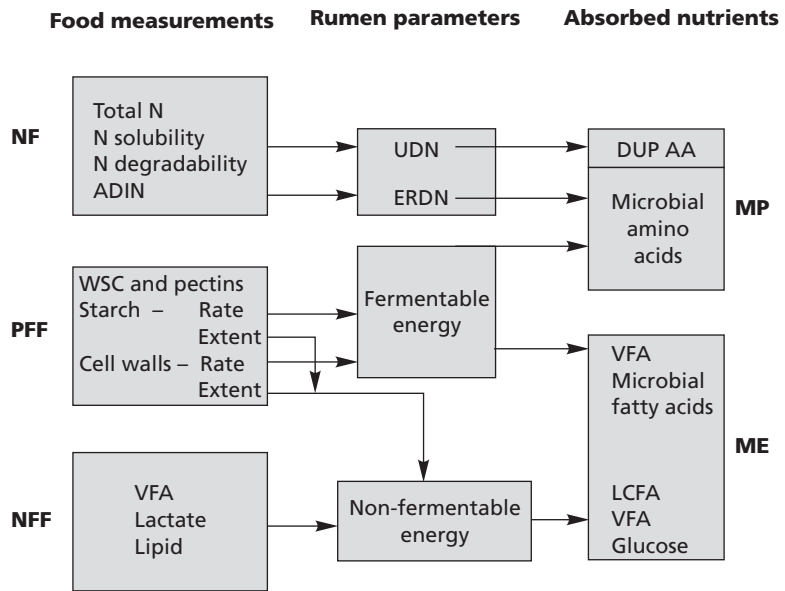 Food measurements
Rumen parameters
Absorbed nutrients
NF
Total N
N solubility
N degradability
ADIN
UDN
ERDN
DUP AA
Microbial
amino
acids
MP
PFF
WSC and pectins
Starch – Rate
Extent
Cell walls – Rate
Extent
Fermentable
energy
VFA
Microbial
fatty acids
ME
NFF
VFA
Lactate
Lipid
Non-fermentable
energy
LCFA
VFA
Glucose